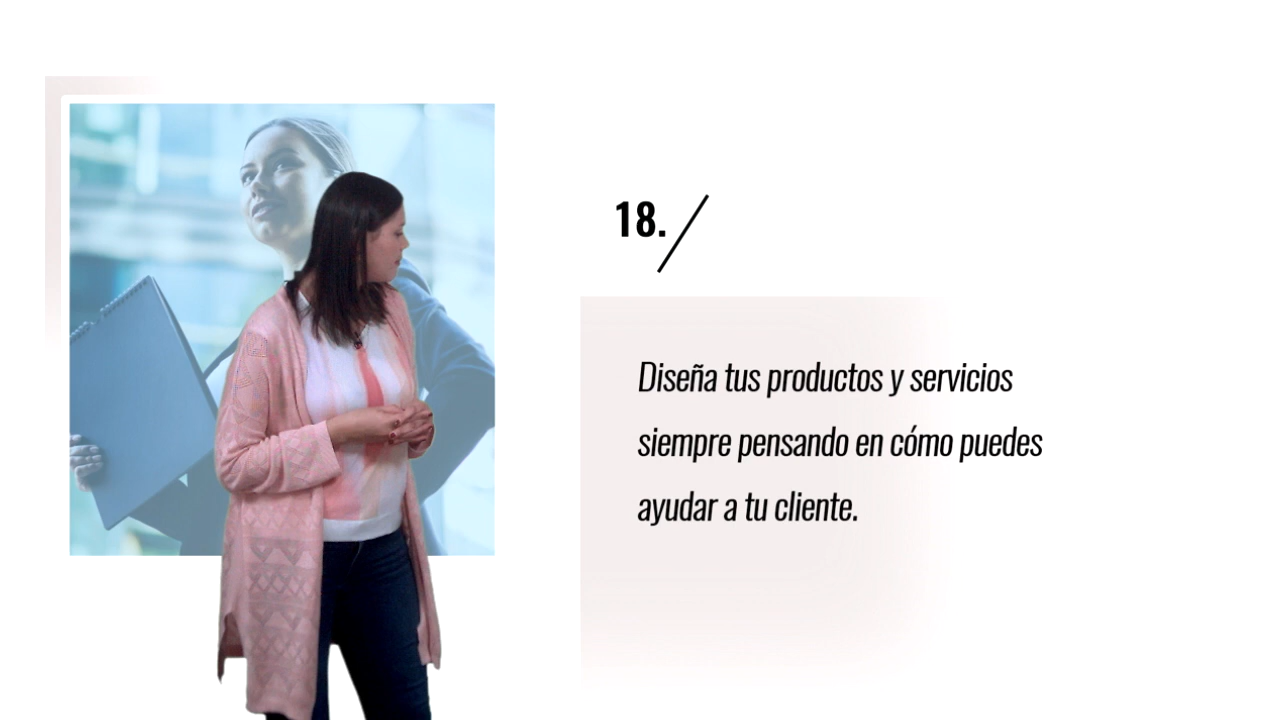 18.
Diseña tus productos y servicios
siempre pensando en cómo puedes
ayudar a tu cliente.